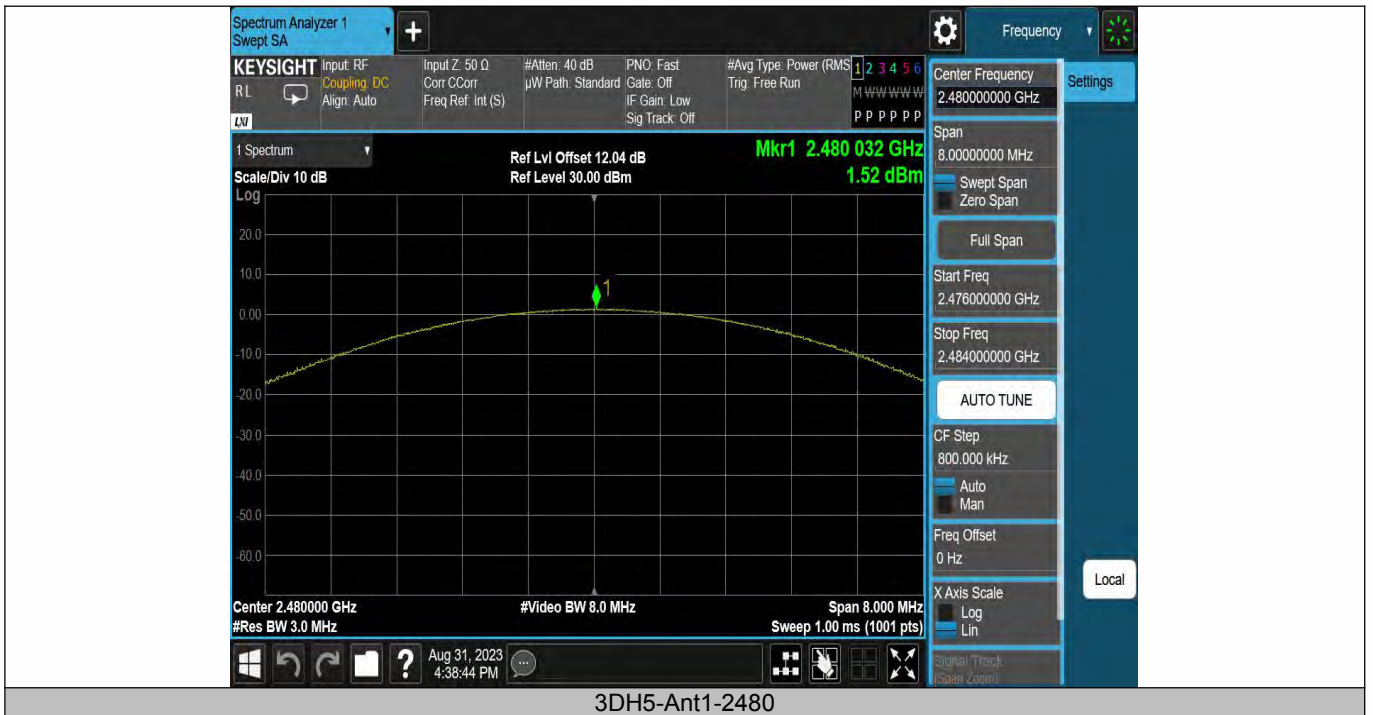 Spectrum Analyzer 1
Swept SA
+
Frequency
KEYSIGHT
RL
LXI
Input: RF
Coupling: DC
Align: Auto
Input Z: 50 Ω
Corr CCorr
Freq Ref: Int (S)
#Atten: 40 dB
µW Path: Standard
PNO: Fast
Gate: Off
IF Gain: Low
Sig Track: Off
#Avg Type: Power (RMS
Trig: Free Run
1 2 3 4 5 6
M W W W W W
P P P P P P
1 Spectrum
Scale/Div 10 dB
Log
Ref Lvl Offset 12.04 dB
Ref Level 30.00 dBm
Mkr1 2.480 032 GHz
1.52 dBm
20.0
10.0
0.00
-10.0
-20.0
-30.0
-40.0
-50.0
-60.0
1
Center 2.480000 GHz
#Res BW 3.0 MHz
#Video BW 8.0 MHz
Span 8.000 MHz
Sweep 1.00 ms (1001 pts)
Center Frequency
2.480000000 GHz
Settings
Span
8.00000000 MHz
Swept Span
Zero Span
Full Span
Start Freq
2.476000000 GHz
Stop Freq
2.484000000 GHz
AUTO TUNE
CF Step
800.000 kHz
Auto
Man
Freq Offset
0 Hz
X Axis Scale
Log
Lin
Signal Track
(Span Zoom)
Local
?
Aug 31, 2023
4:38:44 PM
3DH5-Ant1-2480